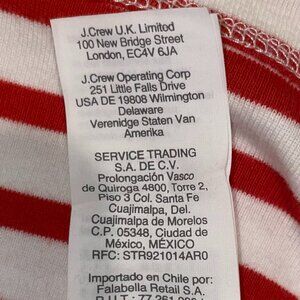 J.Crew U.K. Limited
100 New Bridge Street
London, EC4V 6JA
J.Crew Operating Corp
251 Little Falls Drive
USA DE 19808 Wilmington
Delaware
Verenidge Staten Van
Amerika
SERVICE TRADING
S.A. DE C.V.
Prolongación Vasco
de Quiroga 4800, Torre 2,
Piso 3 Col. Santa Fe
Cuajimalpa, Del.
Cuajimalpa de Morelos
C.P. 05348, Ciudad de
México, MÉXICO
RFC: STR921014AR0
Importado en Chile por:
Falabella Retail S.A.
R.U.T.: 77.261.